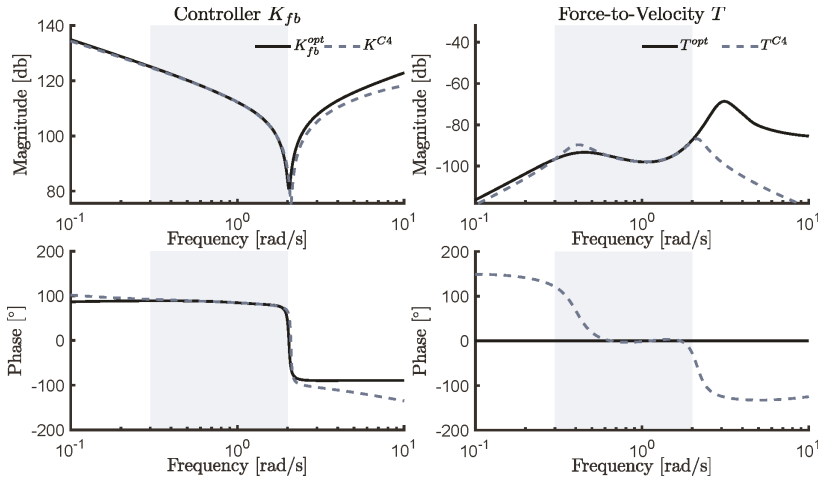 Controller K_fb
Force-to-Velocity T
140
120
100
80
Magnitude [db]
K_fb^opt
K^C4
10^-1
10^0
10^1
Frequency [rad/s]
-40
-60
-80
-100
Magnitude [db]
T^opt
T^C4
10^-1
10^0
10^1
Frequency [rad/s]
200
100
0
-100
-200
Phase [°]
10^-1
10^0
10^1
Frequency [rad/s]
200
100
0
-100
-200
Phase [°]
10^-1
10^0
10^1
Frequency [rad/s]